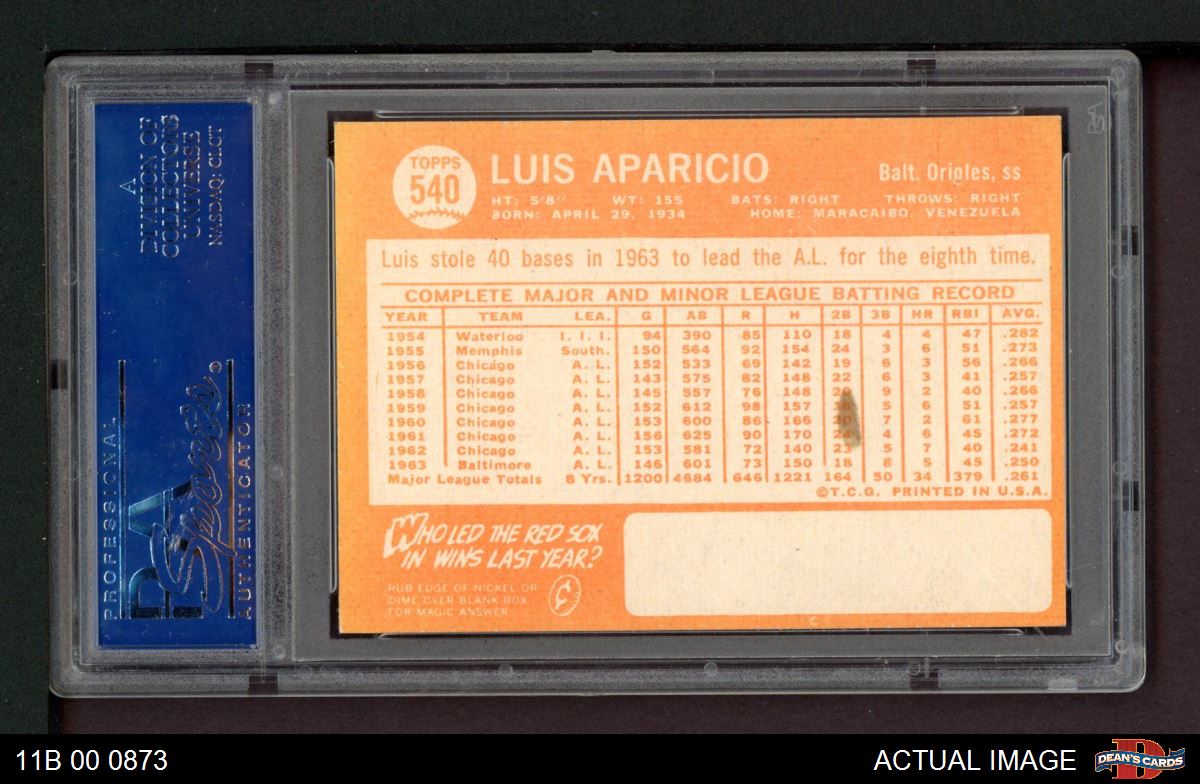 A
DIVISION OF
COLLECTORS
UNIVERSE
NASDAQ: CLCT
PROFESSIONAL
PSA
Sports
AUTHENTICATOR
PSA
TOPPS
540
LUIS APARICIO
Balt. Orioles, ss
HT: 5'8" WT: 155 BATS: RIGHT THROWS: RIGHT
BORN: APRIL 29, 1934 HOME: MARACAIBO, VENEZUELA
Luis stole 40 bases in 1963 to lead the A.L. for the eighth time.
COMPLETE MAJOR AND MINOR LEAGUE BATTING RECORD
YEAR TEAM LEA. G AB R H 2B 3B HR RBI AVG.
1954 Waterloo I. I. I. 94 390 85 110 18 4 4 47 .282
1955 Memphis South. 150 564 92 154 24 3 6 51 .273
1956 Chicago A. L. 152 533 69 142 19 6 3 56 .266
1957 Chicago A. L. 143 575 82 148 22 6 3 41 .257
1958 Chicago A. L. 145 557 76 148 9 2 40 .266
1959 Chicago A. L. 152 612 98 157 5 6 51 .257
1960 Chicago A. L. 153 600 86 166 7 2 61 .277
1961 Chicago A. L. 156 625 90 170 4 6 45 .272
1962 Chicago A. L. 153 581 72 140 23 5 7 40 .241
1963 Baltimore A. L. 146 601 73 150 18 8 5 45 .250
Major League Totals 8 Yrs. 1200 4684 646 1221 164 50 34 379 .261
©T.C.G. PRINTED IN U.S.A.
WHO LED THE RED SOX
IN WINS LAST YEAR?
RUB EDGE OF NICKEL OR
DIME OVER BLANK BOX
FOR MAGIC ANSWER
¢
11B 00 0873
ACTUAL IMAGE
D
DEAN'S CARDS